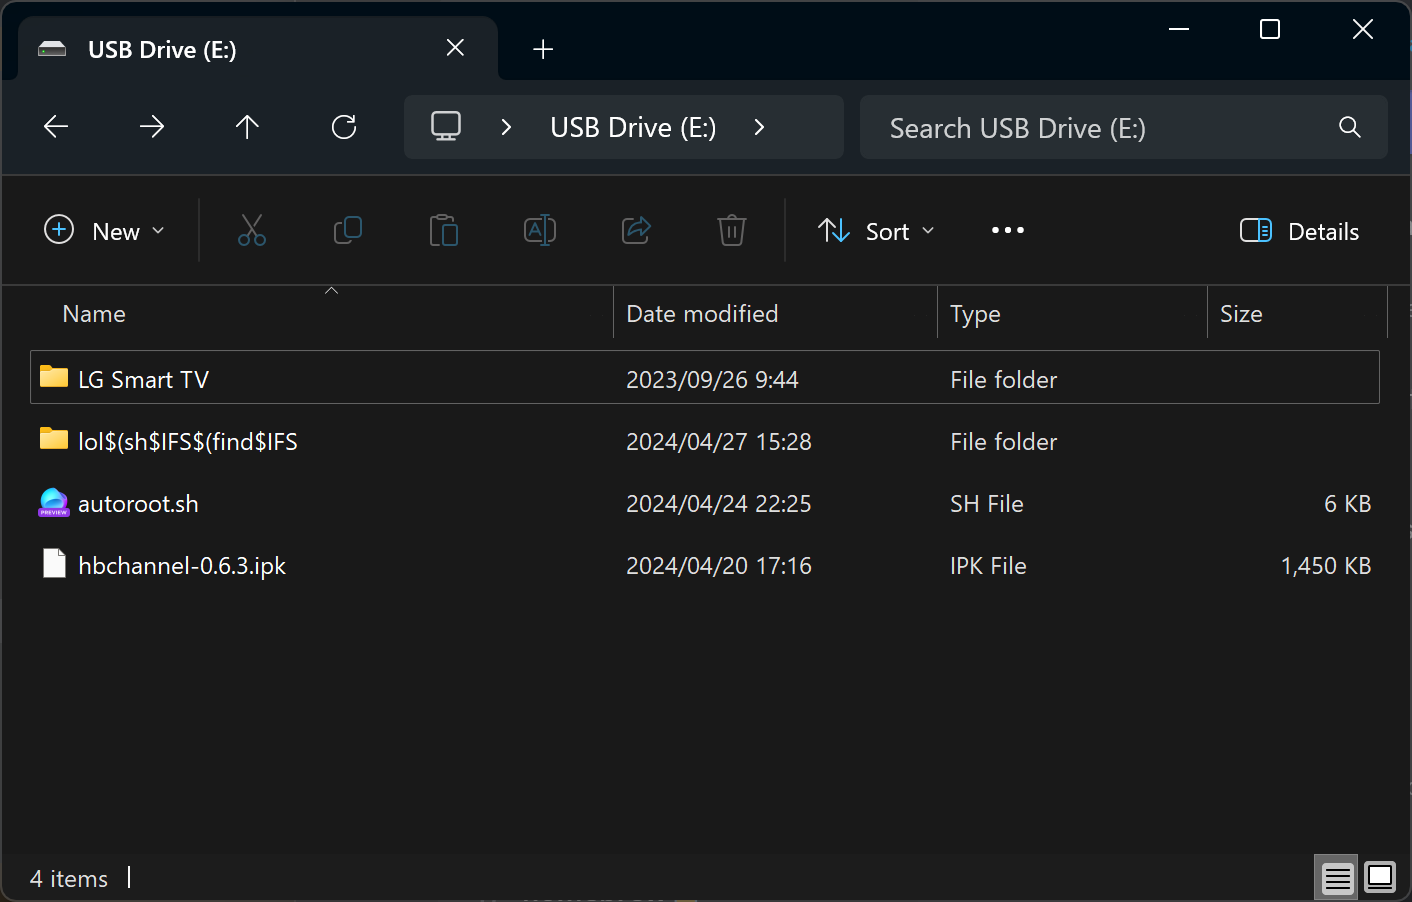 USB Drive (E:)
USB Drive (E:)
Search USB Drive (E:)
New
Sort
Details
Name Date modified Type Size
LG Smart TV 2023/09/26 9:44 File folder
lol$(sh$IFS$(find$IFS 2024/04/27 15:28 File folder
PREVIEW
autoroot.sh 2024/04/24 22:25 SH File 6 KB
hbchannel-0.6.3.ipk 2024/04/20 17:16 IPK File 1,450 KB
4 items